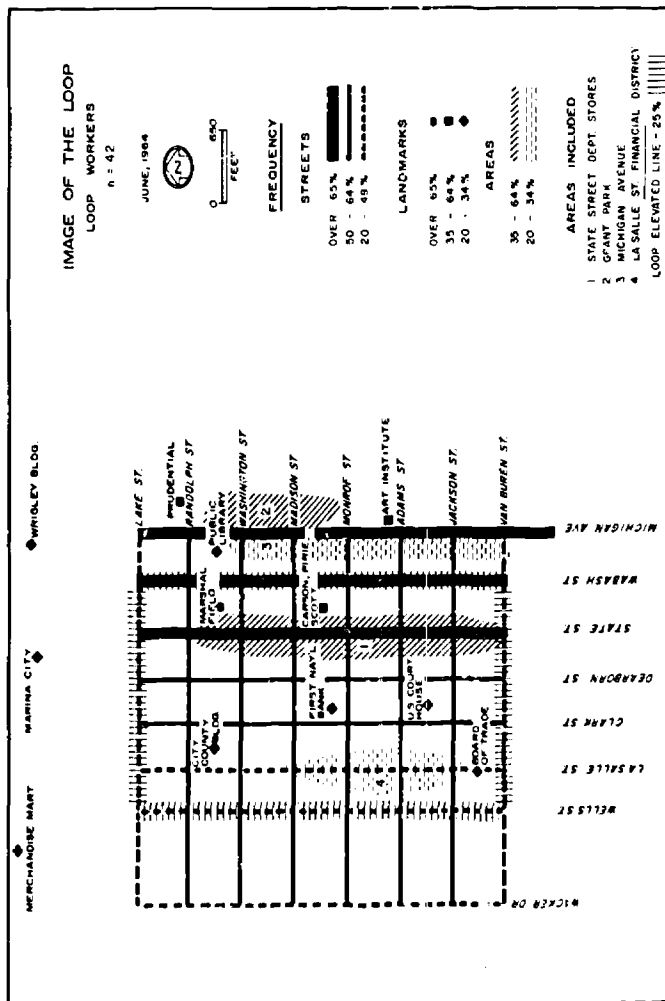 IMAGE OF THE LOOP
LOOP WORKERS
n = 42
JUNE, 1964
Z
0 650
FEET
FREQUENCY
STREETS
OVER 65%
50 - 64%
20 - 49%
LANDMARKS
OVER 65%
35 - 64%
20 - 34%
AREAS
35 - 64%
20 - 34%
AREAS INCLUDED
1 STATE STREET DEPT. STORES
2 GRANT PARK
3 MICHIGAN AVENUE
4 LA SALLE ST. FINANCIAL DISTRICT
LOOP ELEVATED LINE - 25%
MERCHANDISE MART
MARINA CITY
WRIGLEY BLDG.
LAKE ST.
PRUDENTIAL
RANDOLPH ST
CITY
COUNTY
BLDG.
MARSHAL
FIELD
PUBLIC
LIBRARY
WASHINGTON ST
2
3
MADISON ST
FIRST NAT'L.
BANK
CARSON, PIRIE
SCOTT
1
MONROE ST
4
ART INSTITUTE
ADAMS ST
U.S. COURT
HOUSE
JACKSON ST
BOARD
OF TRADE
VAN BUREN ST.
WACKER DR
WELLS ST
LA SALLE ST
CLARK ST
DEARBORN ST
STATE ST
WABASH ST
MICHIGAN AVE